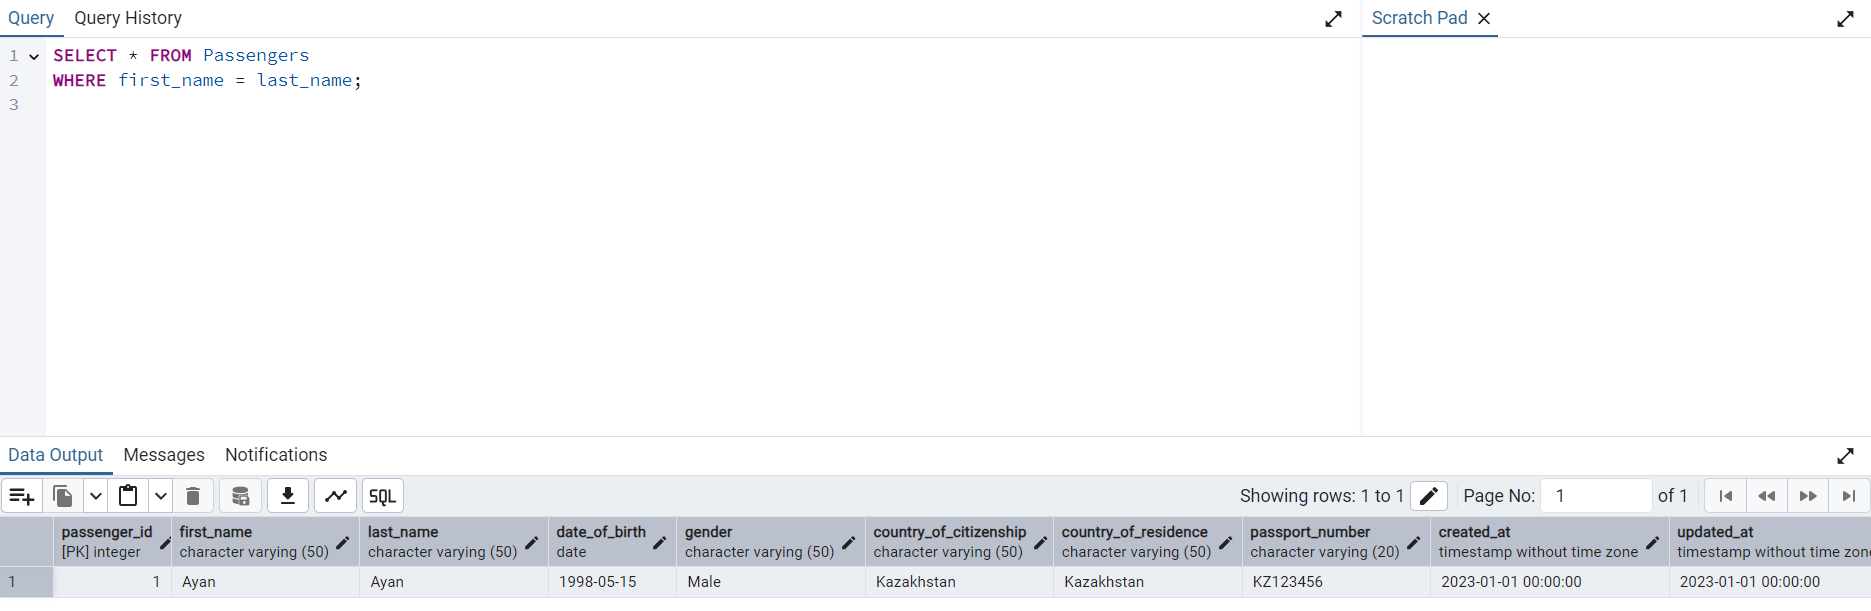 Query Query History
Scratch Pad
1 SELECT * FROM Passengers
2 WHERE first_name = last_name;
3
Data Output Messages Notifications
SQL Showing rows: 1 to 1 Page No: 1 of 1
passenger_id first_name last_name date_of_birth gender country_of_citizenship country_of_residence passport_number created_at updated_at
[PK] integer character varying (50) character varying (50) date character varying (50) character varying (50) character varying (50) character varying (20) timestamp without time zone timestamp without time zon
1 1 Ayan Ayan 1998-05-15 Male Kazakhstan Kazakhstan KZ123456 2023-01-01 00:00:00 2023-01-01 00:00:00